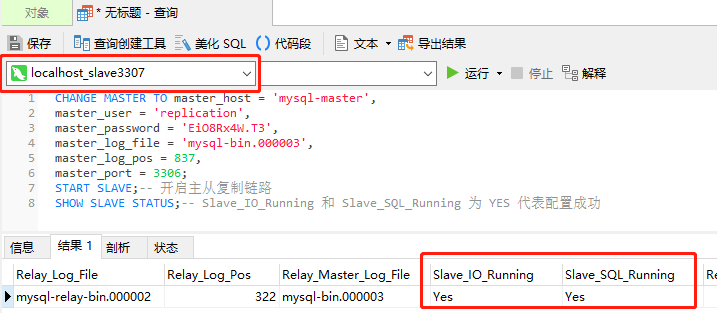 对象
* 无标题 - 查询
保存 查询创建工具 美化 SQL 代码段 文本 导出结果
localhost_slave3307 运行 停止 解释
1 CHANGE MASTER TO master_host = 'mysql-master',
2 master_user = 'replication',
3 master_password = 'EiO8Rx4W.T3',
4 master_log_file = 'mysql-bin.000003',
5 master_log_pos = 837,
6 master_port = 3306;
7 START SLAVE;-- 开启主从复制链路
8 SHOW SLAVE STATUS;-- Slave_IO_Running 和 Slave_SQL_Running 为 YES 代表配置成功
信息 结果 1 剖析 状态
Relay_Log_File Relay_Log_Pos Relay_Master_Log_File Slave_IO_Running Slave_SQL_Running Re
mysql-relay-bin.000002 322 mysql-bin.000003 Yes Yes